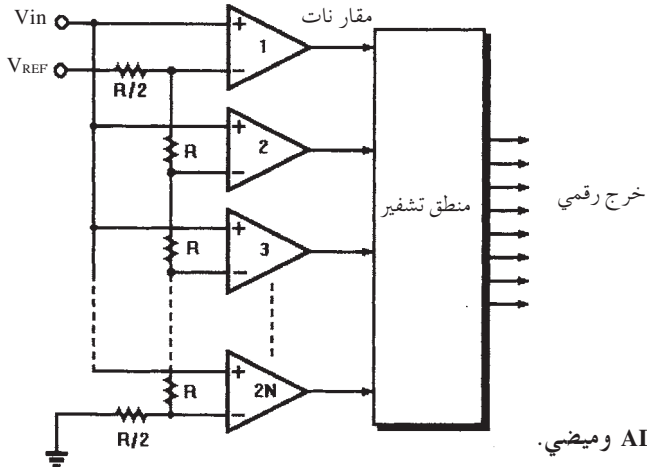 مقارنات
Vin
1
VREF
R/2
2
R
منطق تشفير
خرج رقمي
3
R
2N
R
R/2
AI وميضي.